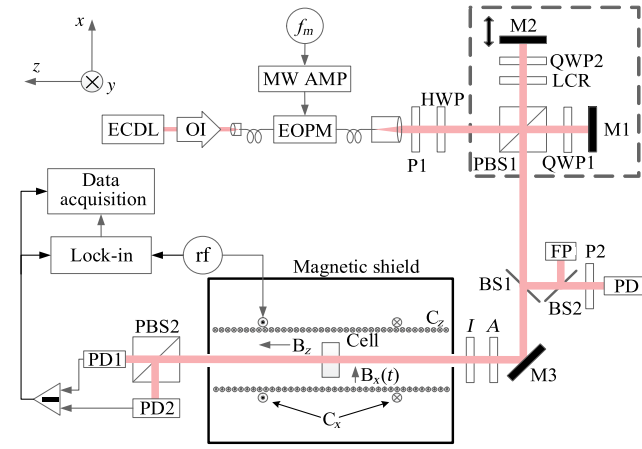 x
z
y
f_m
MW AMP
ECDL
OI
EOPM
P1
HWP
M2
QWP2
LCR
PBS1
QWP1
M1
Data
acquisition
Lock-in
rf
Magnetic shield
FP
P2
BS1
BS2
PD
PBS2
C_z
B_z
Cell
I
A
PD1
B_x(t)
M3
PD2
C_x